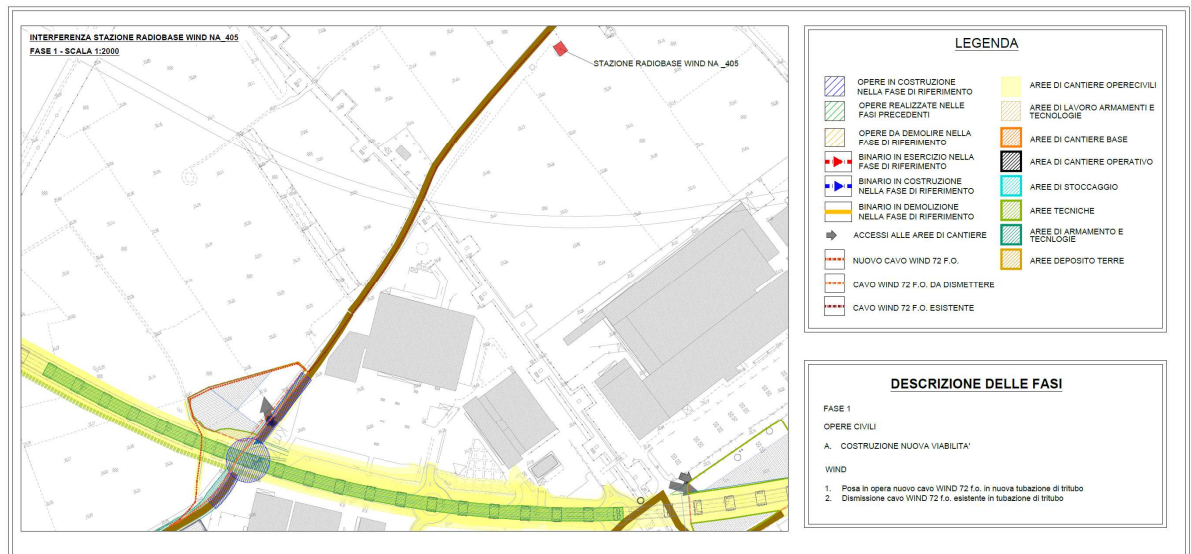 INTERFERENZA STAZIONE RADIOBASE WIND NA_405
FASE 1 - SCALA 1:2000
STAZIONE RADIOBASE WIND NA _405
LEGENDA
OPERE IN COSTRUZIONE
NELLA FASE DI RIFERIMENTO
OPERE REALIZZATE NELLE
FASI PRECEDENTI
OPERE DA DEMOLIRE NELLA
FASE DI RIFERIMENTO
BINARIO IN ESERCIZIO NELLA
FASE DI RIFERIMENTO
BINARIO IN COSTRUZIONE
NELLA FASE DI RIFERIMENTO
BINARIO IN DEMOLIZIONE
NELLA FASE DI RIFERIMENTO
ACCESSI ALLE AREE DI CANTIERE
NUOVO CAVO WIND 72 F.O.
CAVO WIND 72 F.O. DA DISMETTERE
CAVO WIND 72 F.O. ESISTENTE
AREE DI CANTIERE OPERECIVILI
AREE DI LAVORO ARMAMENTI E
TECNOLOGIE
AREE DI CANTIERE BASE
AREA DI CANTIERE OPERATIVO
AREE DI STOCCAGGIO
AREE TECNICHE
AREE DI ARMAMENTO E
TECNLOGIE
AREE DEPOSITO TERRE
DESCRIZIONE DELLE FASI
FASE 1
OPERE CIVILI
A. COSTRUZIONE NUOVA VIABILITA'
WIND
1. Posa in opera nuovo cavo WIND 72 f.o. in nuova tubazione di tritubo
2. Dismissione cavo WIND 72 f.o. esistente in tubazione di tritubo